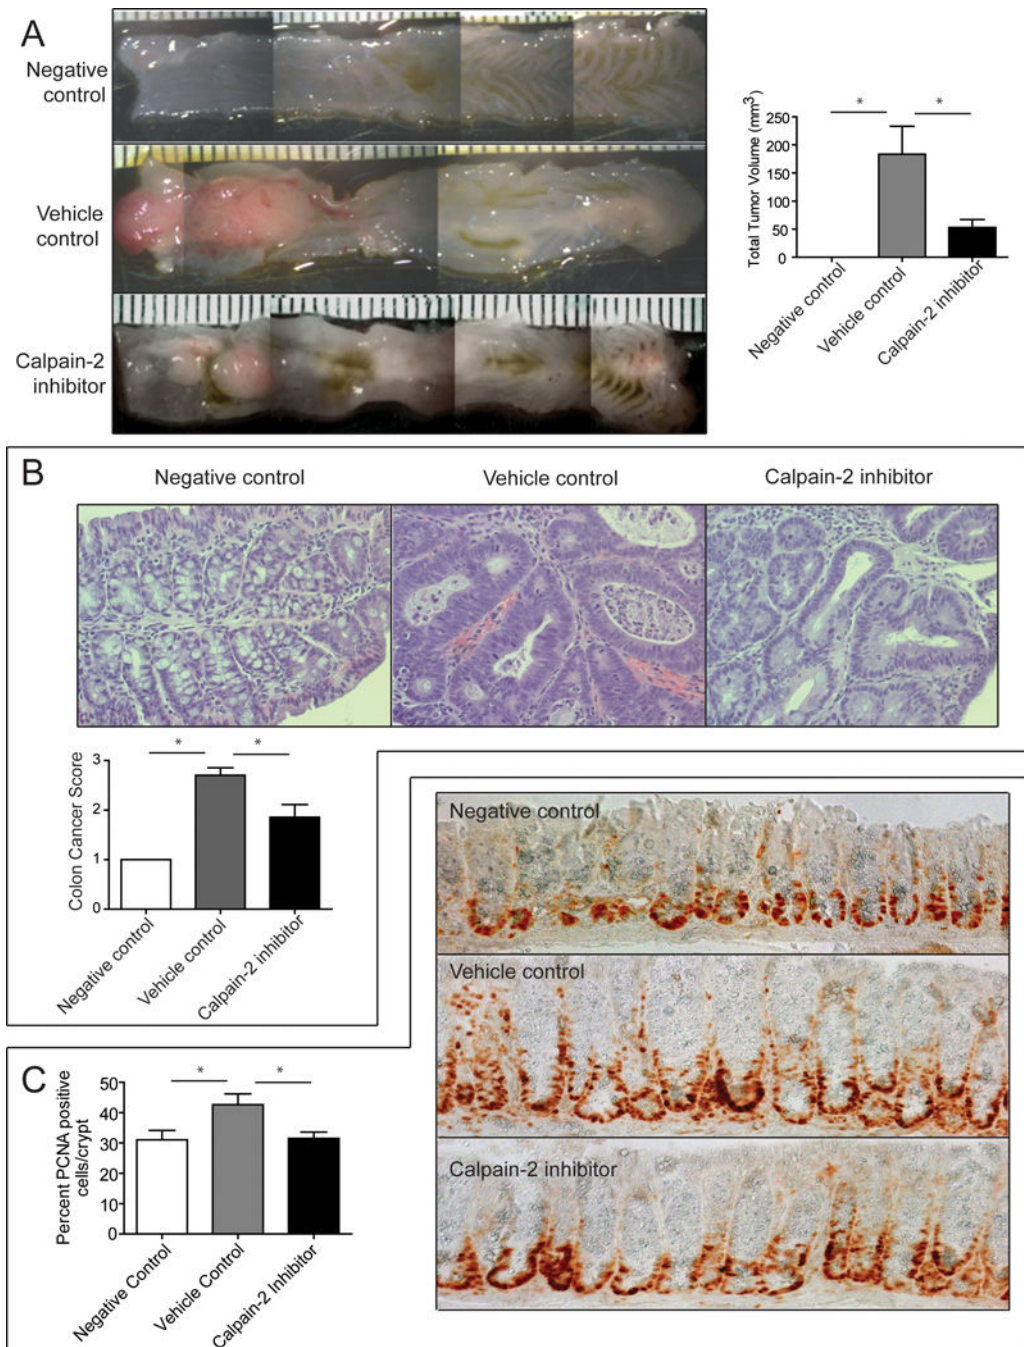 A
Negative
control
Vehicle
control
Calpain-2
inhibitor
Total Tumor Volume (mm³)
*
*
250
200
150
100
50
0
Negative control
Vehicle control
Calpain-2 inhibitor
B
Negative control
Vehicle control
Calpain-2 inhibitor
Colon Cancer Score
*
*
3
2
1
0
Negative control
Vehicle control
Calpain-2 inhibitor
C
Percent PCNA positive
cells/crypt
*
*
50
40
30
20
10
0
Negative Control
Vehicle Control
Calpain-2 Inhibitor
Negative control
Vehicle control
Calpain-2 inhibitor